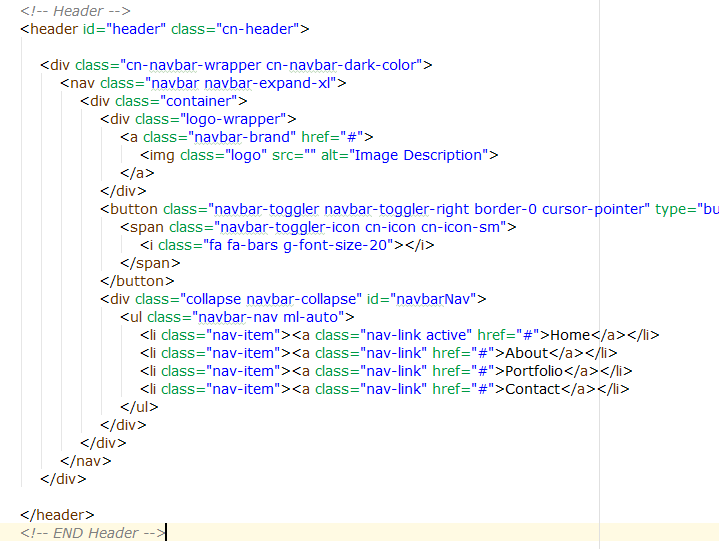 <!-- Header -->
<header id="header" class="cn-header">
<div class="cn-navbar-wrapper cn-navbar-dark-color">
<nav class="navbar navbar-expand-xl">
<div class="container">
<div class="logo-wrapper">
<a class="navbar-brand" href="#">
<img class="logo" src="" alt="Image Description">
</a>
</div>
<button class="navbar-toggler navbar-toggler-right border-0 cursor-pointer" type="bu
<span class="navbar-toggler-icon cn-icon cn-icon-sm">
<i class="fa fa-bars g-font-size-20"></i>
</span>
</button>
<div class="collapse navbar-collapse" id="navbarNav">
<ul class="navbar-nav ml-auto">
<li class="nav-item"><a class="nav-link active" href="#">Home</a></li>
<li class="nav-item"><a class="nav-link" href="#">About</a></li>
<li class="nav-item"><a class="nav-link" href="#">Portfolio</a></li>
<li class="nav-item"><a class="nav-link" href="#">Contact</a></li>
</ul>
</div>
</div>
</nav>
</div>
</header>
<!-- END Header -->